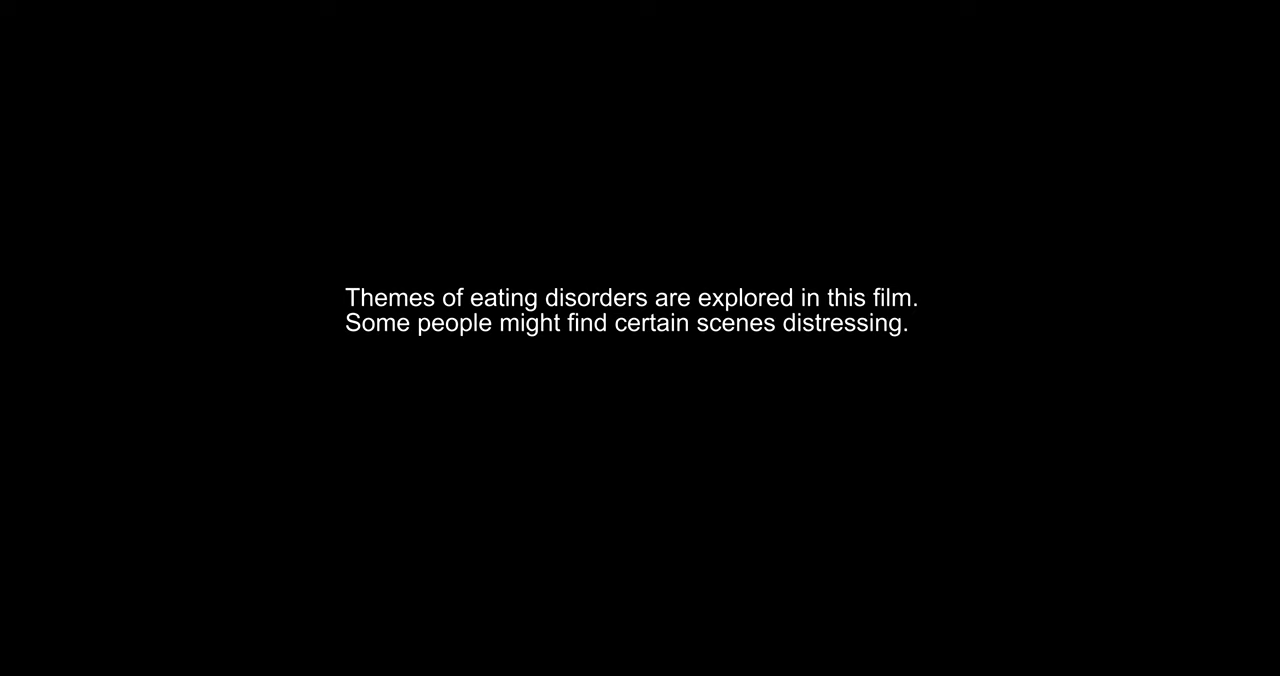 Themes of eating disorders are explored in this film.
Some people might find certain scenes distressing.